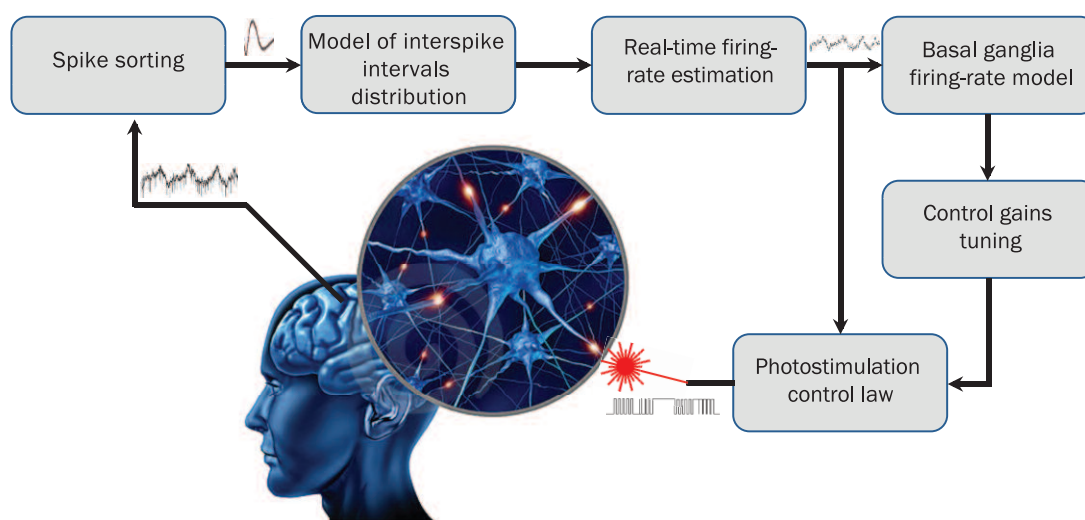 Spike sorting
Model of interspike
intervals
distribution
Real-time firing-
rate estimation
Basal ganglia
firing-rate model
Control gains
tuning
Photostimulation
control law